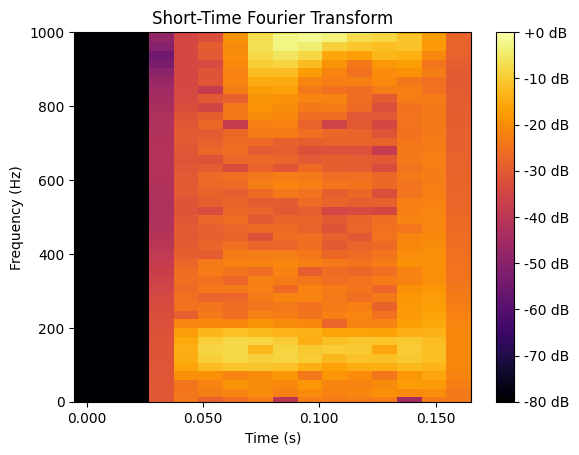 Short-Time Fourier Transform
1000
800
600
400
200
0
Frequency (Hz)
0.000
0.050
0.100
0.150
Time (s)
+0 dB
-10 dB
-20 dB
-30 dB
-40 dB
-50 dB
-60 dB
-70 dB
-80 dB